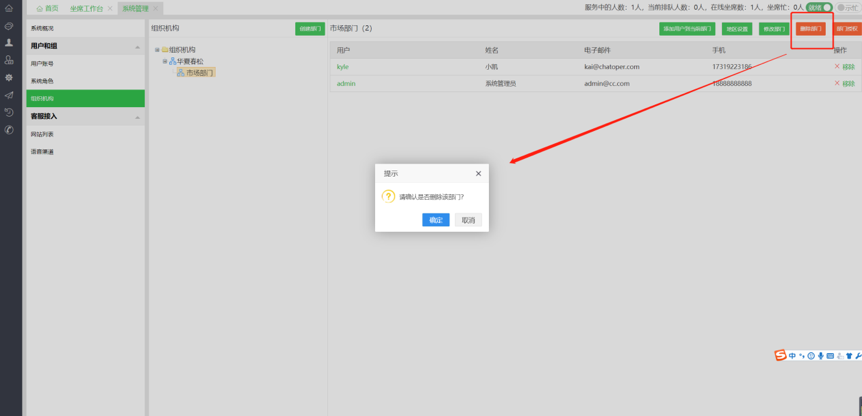 首页 坐席工作台 系统管理 服务中的人数：1人，当前排队人数：0人，在线坐席数：1人，坐席忙：0人 就绪 示忙
系统概况
用户和组
用户账号
系统角色
组织机构
客服接入
网站列表
语音渠道
组织机构 创建部门
组织机构
华夏春松
市场部门
市场部门（2） 添加用户到当前部门 地区设置 修改部门 删除部门 部门授权
用户 姓名 电子邮件 手机 操作
kyle 小凯 kai@chatoper.com 17319223186 移除
admin 系统管理员 admin@cc.com 18888888888 移除
提示
请确认是否删除该部门？
确定 取消
中